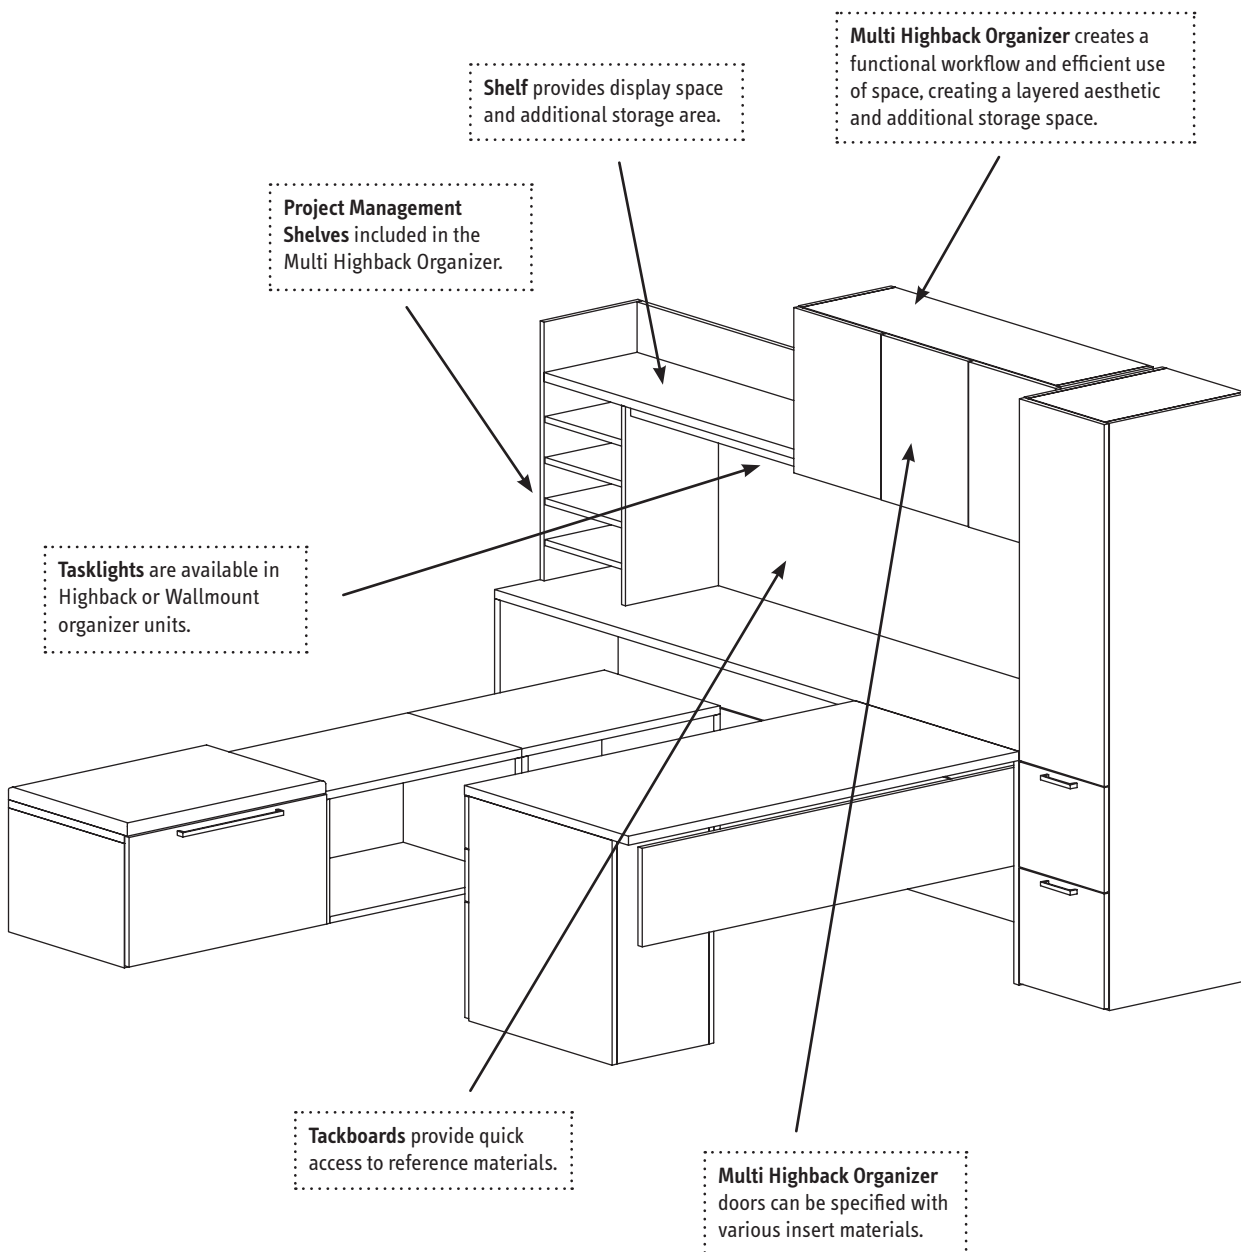 Multi Highback Organizer creates a
functional workflow and efficient use
of space, creating a layered aesthetic
and additional storage space.
Shelf provides display space
and additional storage area.
Project Management
Shelves included in the
Multi Highback Organizer.
Tasklights are available in
Highback or Wallmount
organizer units.
Tackboards provide quick
access to reference materials.
Multi Highback Organizer
doors can be specified with
various insert materials.